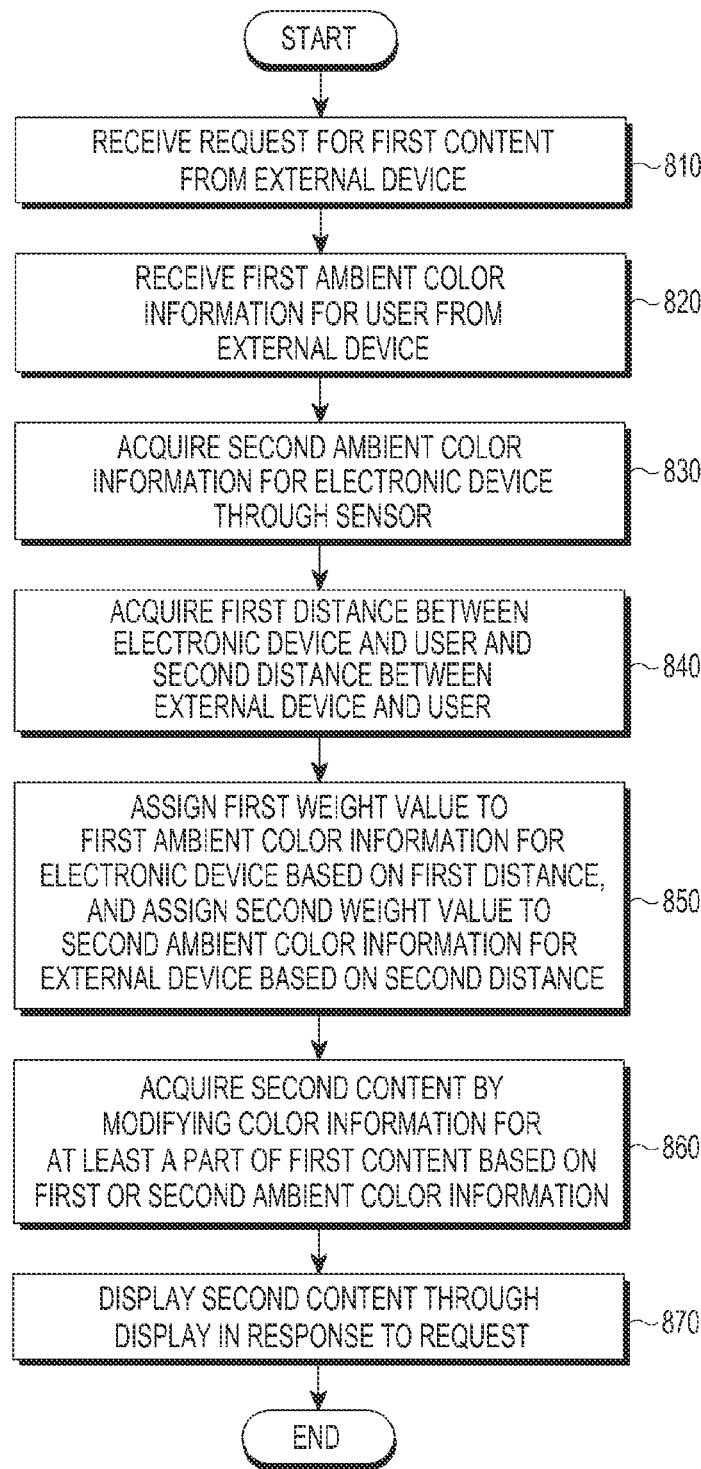 START
RECEIVE REQUEST FOR FIRST CONTENT
FROM EXTERNAL DEVICE
810
RECEIVE FIRST AMBIENT COLOR
INFORMATION FOR USER FROM
EXTERNAL DEVICE
820
ACQUIRE SECOND AMBIENT COLOR
INFORMATION FOR ELECTRONIC DEVICE
THROUGH SENSOR
830
ACQUIRE FIRST DISTANCE BETWEEN
ELECTRONIC DEVICE AND USER AND
SECOND DISTANCE BETWEEN
EXTERNAL DEVICE AND USER
840
ASSIGN FIRST WEIGHT VALUE TO
FIRST AMBIENT COLOR INFORMATION FOR
ELECTRONIC DEVICE BASED ON FIRST DISTANCE,
AND ASSIGN SECOND WEIGHT VALUE TO
SECOND AMBIENT COLOR INFORMATION FOR
EXTERNAL DEVICE BASED ON SECOND DISTANCE
850
ACQUIRE SECOND CONTENT BY
MODIFYING COLOR INFORMATION FOR
AT LEAST A PART OF FIRST CONTENT BASED ON
FIRST OR SECOND AMBIENT COLOR INFORMATION
860
DISPLAY SECOND CONTENT THROUGH
DISPLAY IN RESPONSE TO REQUEST
870
END